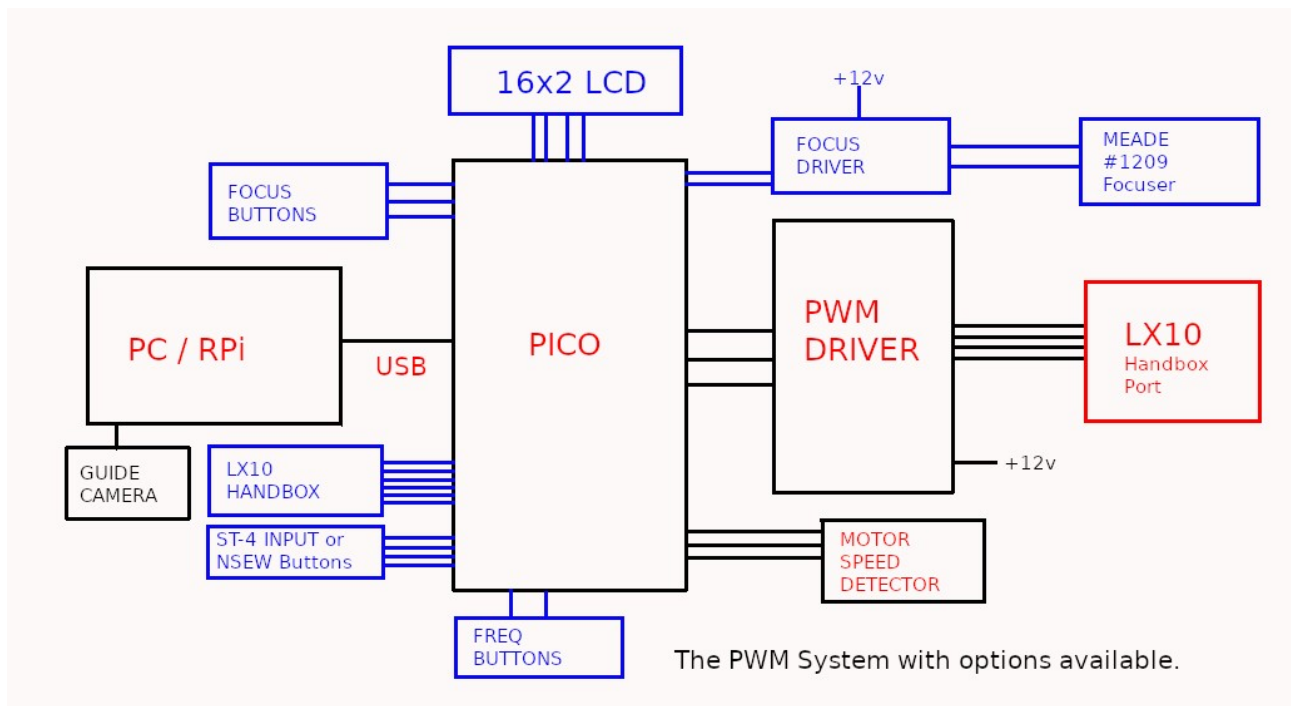 16x2 LCD
+12v
FOCUS
DRIVER
MEADE
#1209
Focuser
FOCUS
BUTTONS
PC / RPi
USB
PICO
PWM
DRIVER
LX10
Handbox
Port
GUIDE
CAMERA
LX10
HANDBOX
+12v
ST-4 INPUT or
NSEW Buttons
MOTOR
SPEED
DETECTOR
FREQ
BUTTONS
The PWM System with options available.